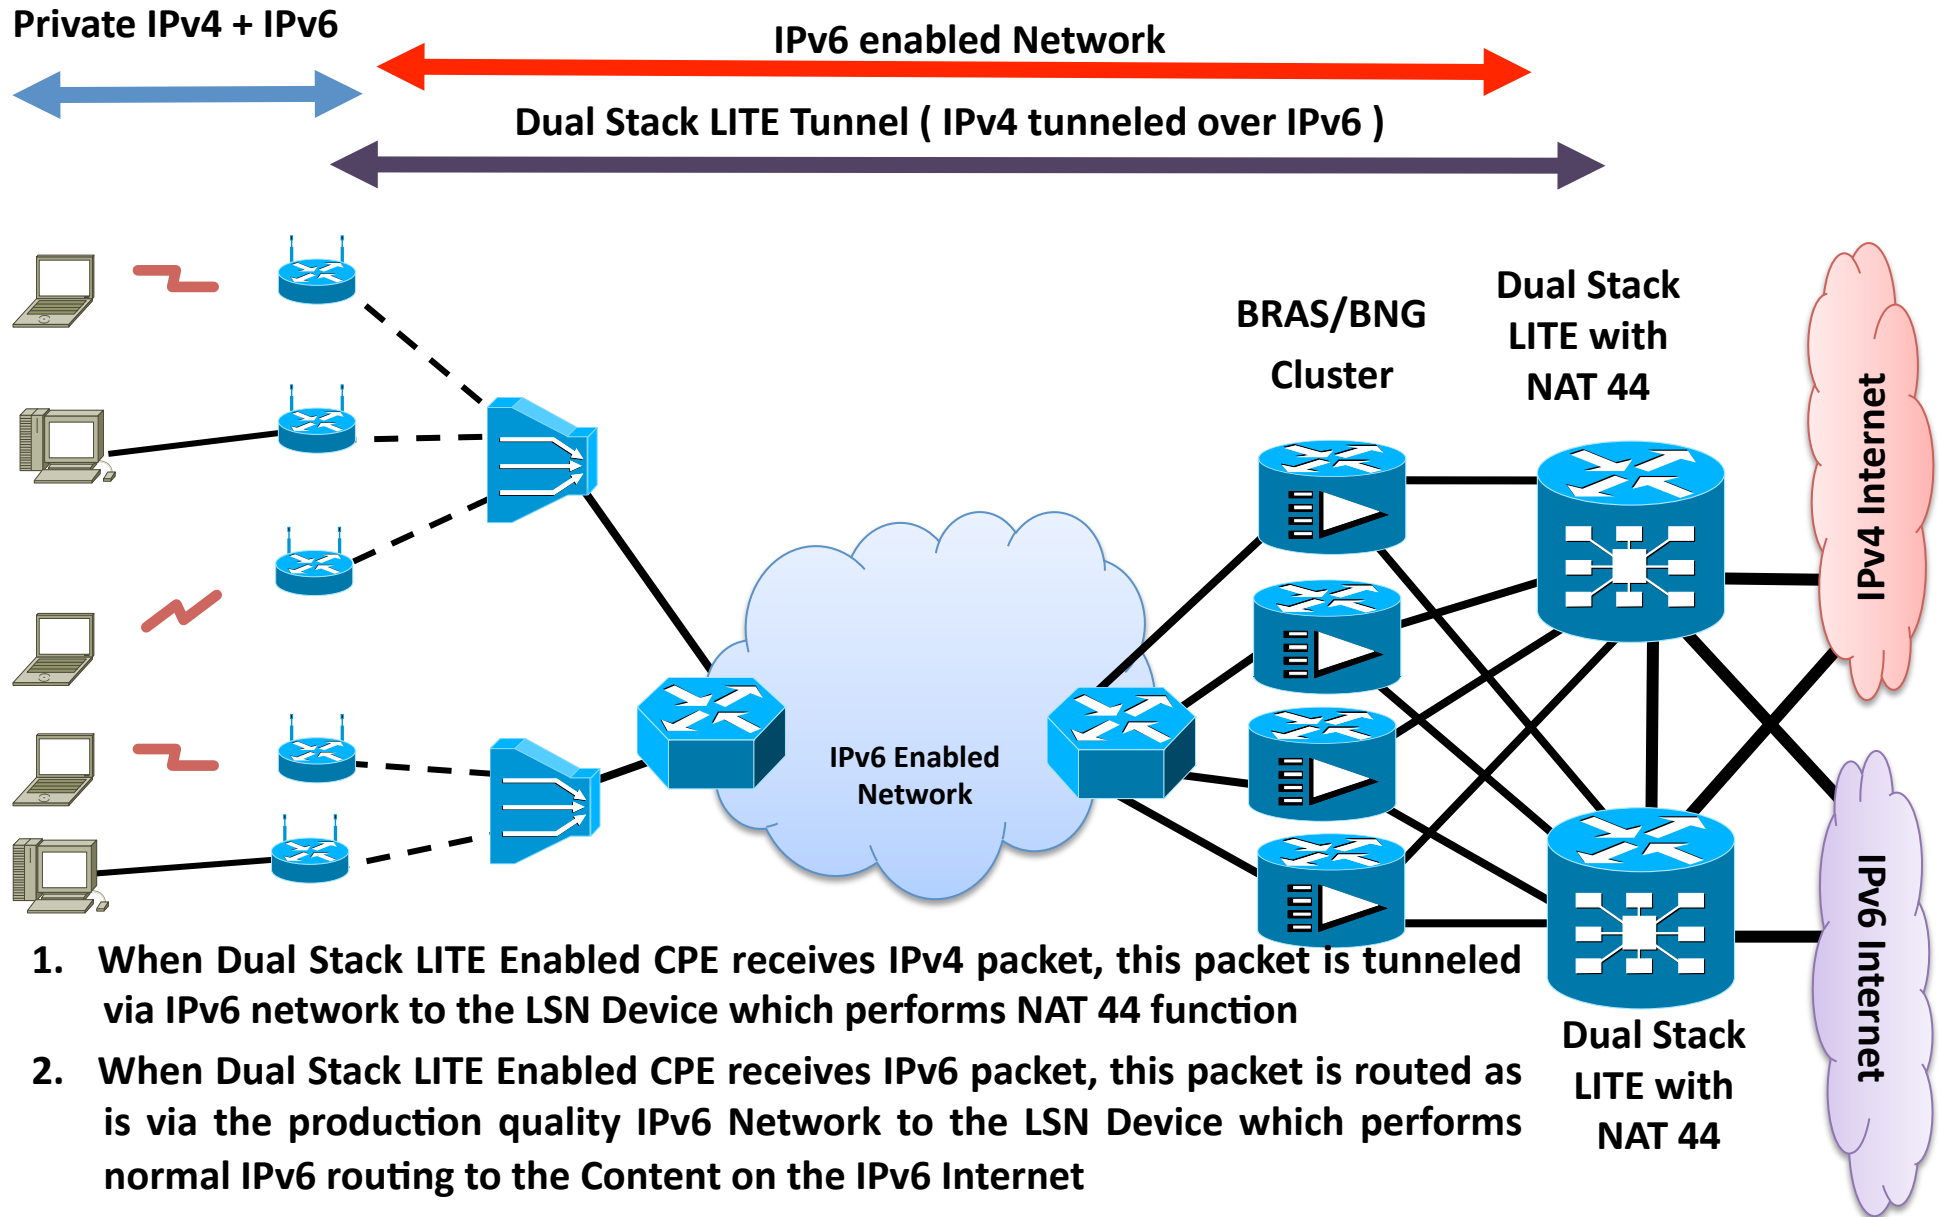 Private IPv4 + IPv6
IPv6 enabled Network
Dual Stack LITE Tunnel ( IPv4 tunneled over IPv6 )
BRAS/BNG
Cluster
Dual Stack
LITE with
NAT 44
IPv4 Internet
IPv6 Enabled
Network
IPv6 Internet
Dual Stack
LITE with
NAT 44
1. When Dual Stack LITE Enabled CPE receives IPv4 packet, this packet is tunneled
via IPv6 network to the LSN Device which performs NAT 44 function
2. When Dual Stack LITE Enabled CPE receives IPv6 packet, this packet is routed as
is via the production quality IPv6 Network to the LSN Device which performs
normal IPv6 routing to the Content on the IPv6 Internet